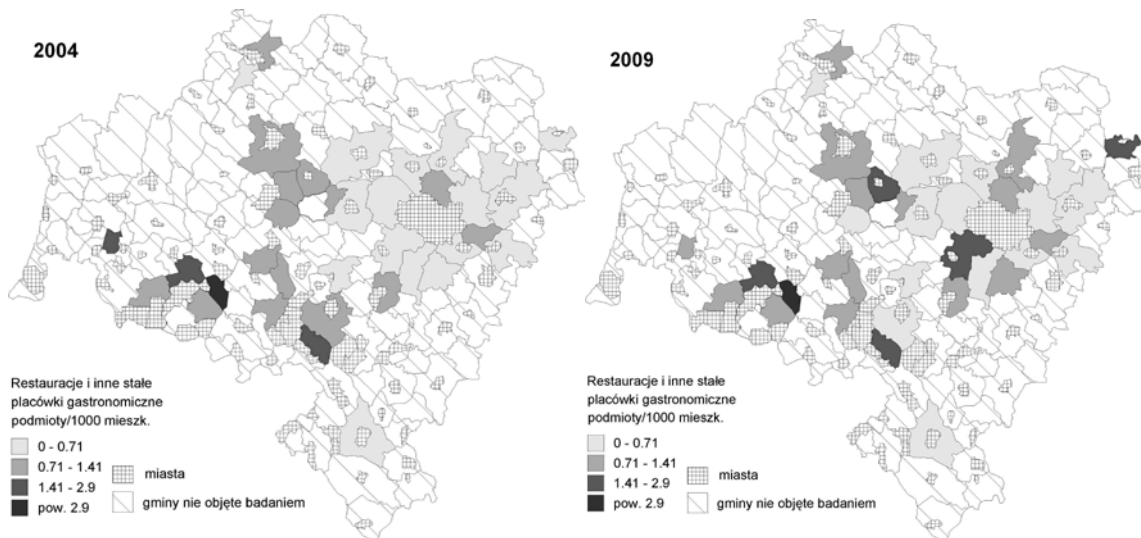 2004
Restauracje i inne stałe
placówki gastronomiczne
podmioty/1000 mieszk.
0 - 0.71
0.71 - 1.41
1.41 - 2.9
pow. 2.9
miasta
gminy nie objęte badaniem
2009
Restauracje i inne stałe
placówki gastronomiczne
podmioty/1000 mieszk.
0 - 0.71
0.71 - 1.41
1.41 - 2.9
pow. 2.9
miasta
gminy nie objęte badaniem